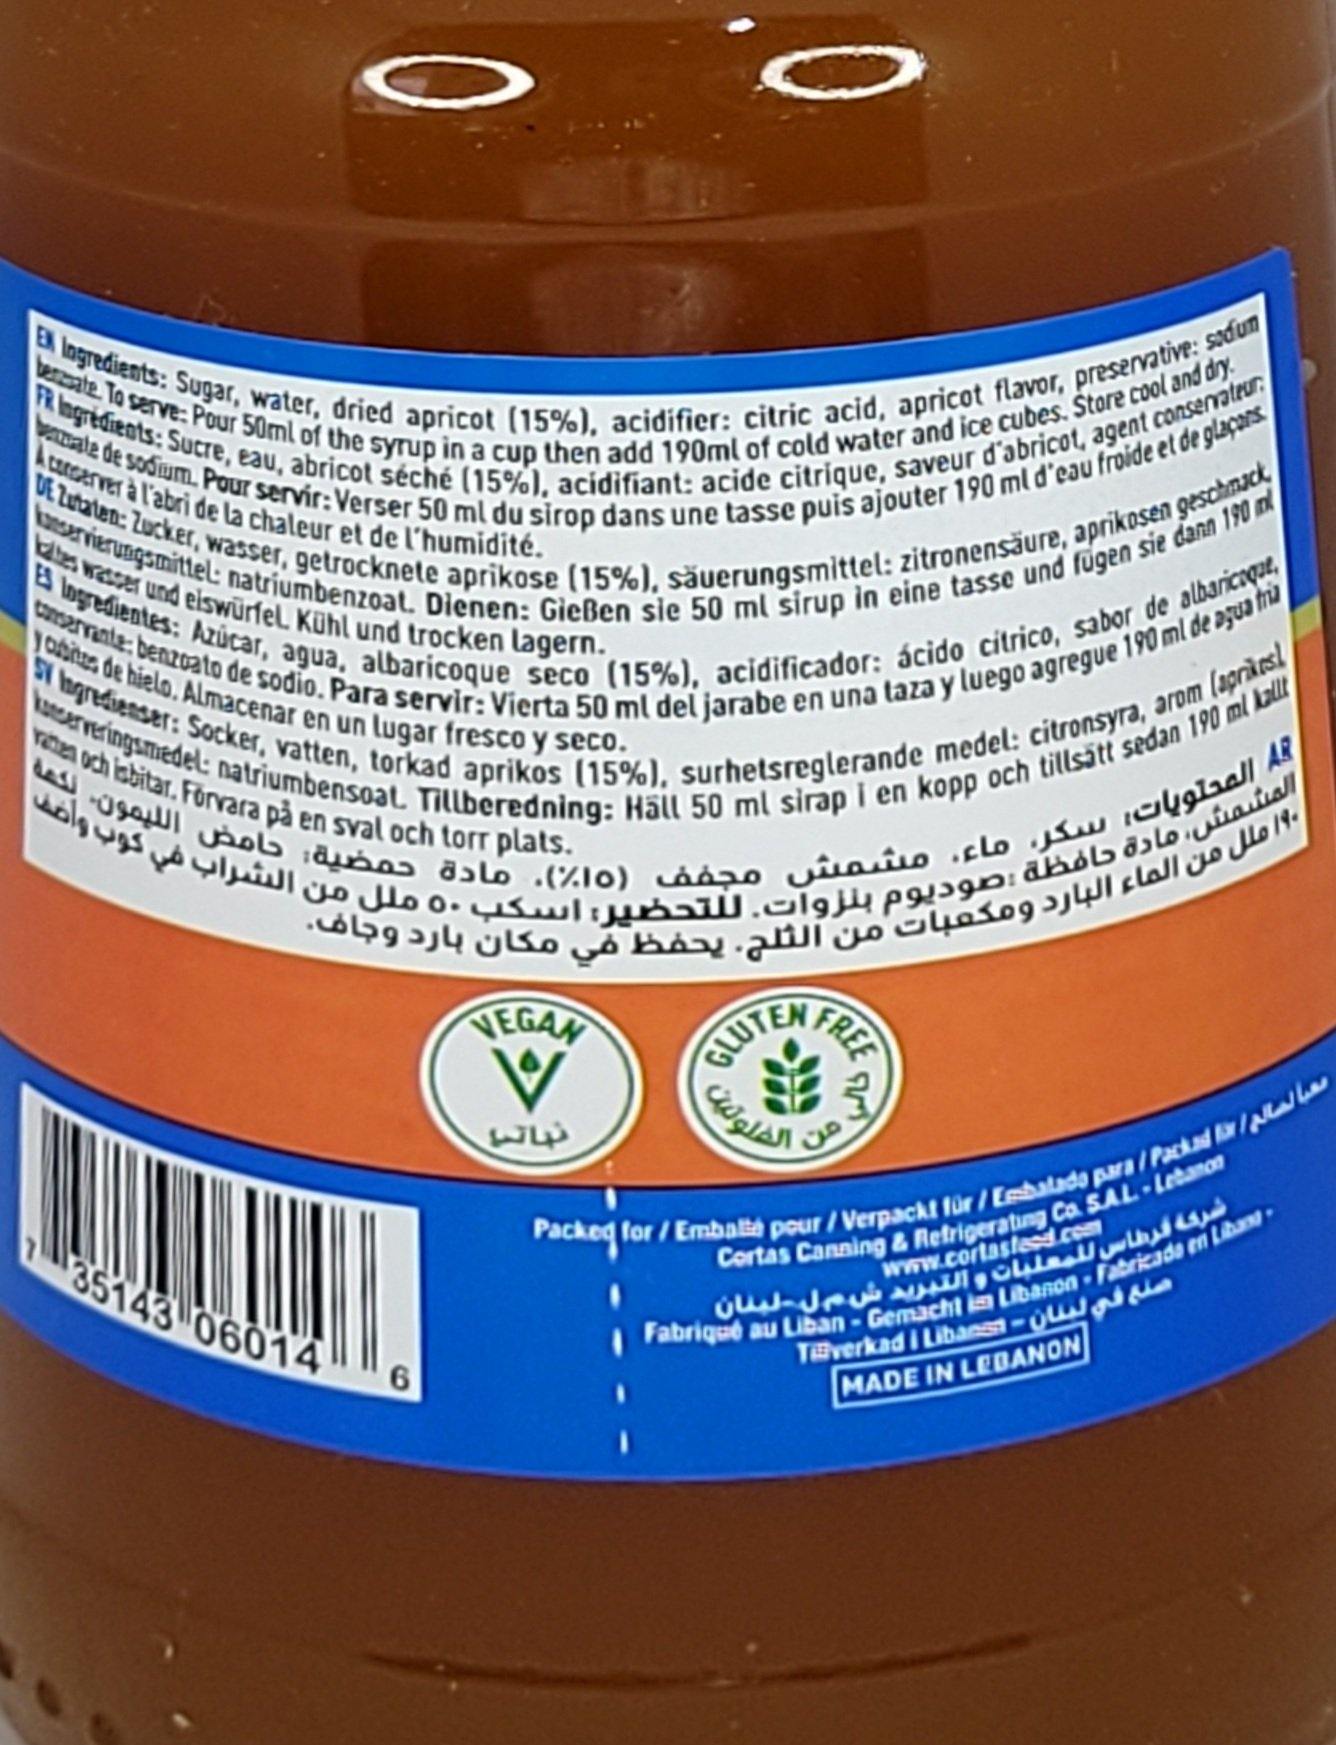 EN Ingredients: Sugar, water, dried apricot (15%), acidifier: citric acid, apricot flavor, preservative: sodium
benzoate. To serve: Pour 50ml of the syrup in a cup then add 190ml of cold water and ice cubes. Store cool and dry.
FR Ingrédients: Sucre, eau, abricot séché (15%), acidifiant: acide citrique, saveur d'abricot, agent conservateur:
benzoate de sodium. Pour servir: Verser 50 ml du sirop dans une tasse puis ajouter 190 ml d'eau froide et de glaçons.
À conserver à l'abri de la chaleur et de l'humidité.
DE Zutaten: Zucker, wasser, getrocknete aprikose (15%), säuerungsmittel: zitronensäure, aprikosen geschmack,
konservierungsmittel: natriumbenzoat. Dienen: Gießen sie 50 ml sirup in eine tasse und fügen sie dann 190 ml
kaltes wasser und eiswürfel. Kühl und trocken lagern.
ES Ingredientes: Azúcar, agua, albaricoque seco (15%), acidificador: ácido cítrico, sabor de albaricoque,
conservante: benzoato de sodio. Para servir: Vierta 50 ml del jarabe en una taza y luego agregue 190 ml de agua fría
y cubitos de hielo. Almacenar en un lugar fresco y seco.
SV Ingredienser: Socker, vatten, torkad aprikos (15%), surhetsreglerande medel: citronsyra, arom (aprikos),
konserveringsmedel: natriumbensoat. Tillberedning: Häll 50 ml sirap i en kopp och tillsätt sedan 190 ml kallt
vatten och isbitar. Förvara på en sval och torr plats.
AR المحتويات: سكر، ماء، مشمش مجفف (١٥٪)، مادة حمضية: حامض الليمون، نكهة
المشمش، مادة حافظة: صوديوم بنزوات. للتحضير: اسكب ٥٠ ملل من الشراب في كوب وأضف
١٩٠ ملل من الماء البارد ومكعبات من الثلج. يحفظ في مكان بارد وجاف.
VEGAN
نباتي
GLUTEN FREE
خالي من الغلوتين
7 35143 06014 6
Packed for / Emballé pour / Verpackt für / Embalado para / Packad för / معبأ لصالح
Cortas Canning & Refrigerating Co. S.A.L. - Lebanon
www.cortasfood.com
شركة قرطاس للمعلبات و التبريد ش م ل-لبنان
Fabriqué au Liban - Gemacht im Libanon - Fabricado en Líbano -
Tillverkad i Libanon - صنع في لبنان
MADE IN LEBANON